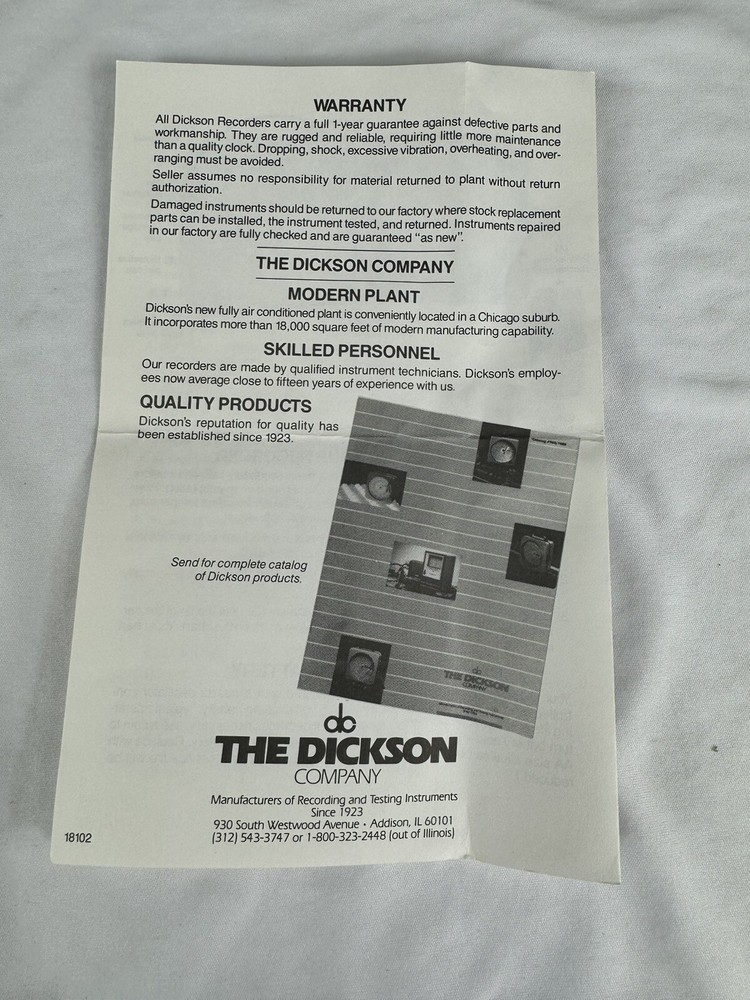 WARRANTY
All Dickson Recorders carry a full 1-year guarantee against defective parts and
workmanship. They are rugged and reliable, requiring little more maintenance
than a quality clock. Dropping, shock, excessive vibration, overheating, and over-
ranging must be avoided.
Seller assumes no responsibility for material returned to plant without return
authorization.
Damaged instruments should be returned to our factory where stock replacement
parts can be installed, the instrument tested, and returned. Instruments repaired
in our factory are fully checked and are guaranteed "as new".
THE DICKSON COMPANY
MODERN PLANT
Dickson's new fully air conditioned plant is conveniently located in a Chicago suburb.
It incorporates more than 18,000 square feet of modern manufacturing capability.
SKILLED PERSONNEL
Our recorders are made by qualified instrument technicians. Dickson's employ-
ees now average close to fifteen years of experience with us.
QUALITY PRODUCTS
Dickson's reputation for quality has
been established since 1923.
Send for complete catalog
of Dickson products.
THE DICKSON
COMPANY
dc
THE DICKSON
COMPANY
Manufacturers of Recording and Testing Instruments
Since 1923
930 South Westwood Avenue • Addison, IL 60101
(312) 543-3747 or 1-800-323-2448 (out of Illinois)
18102